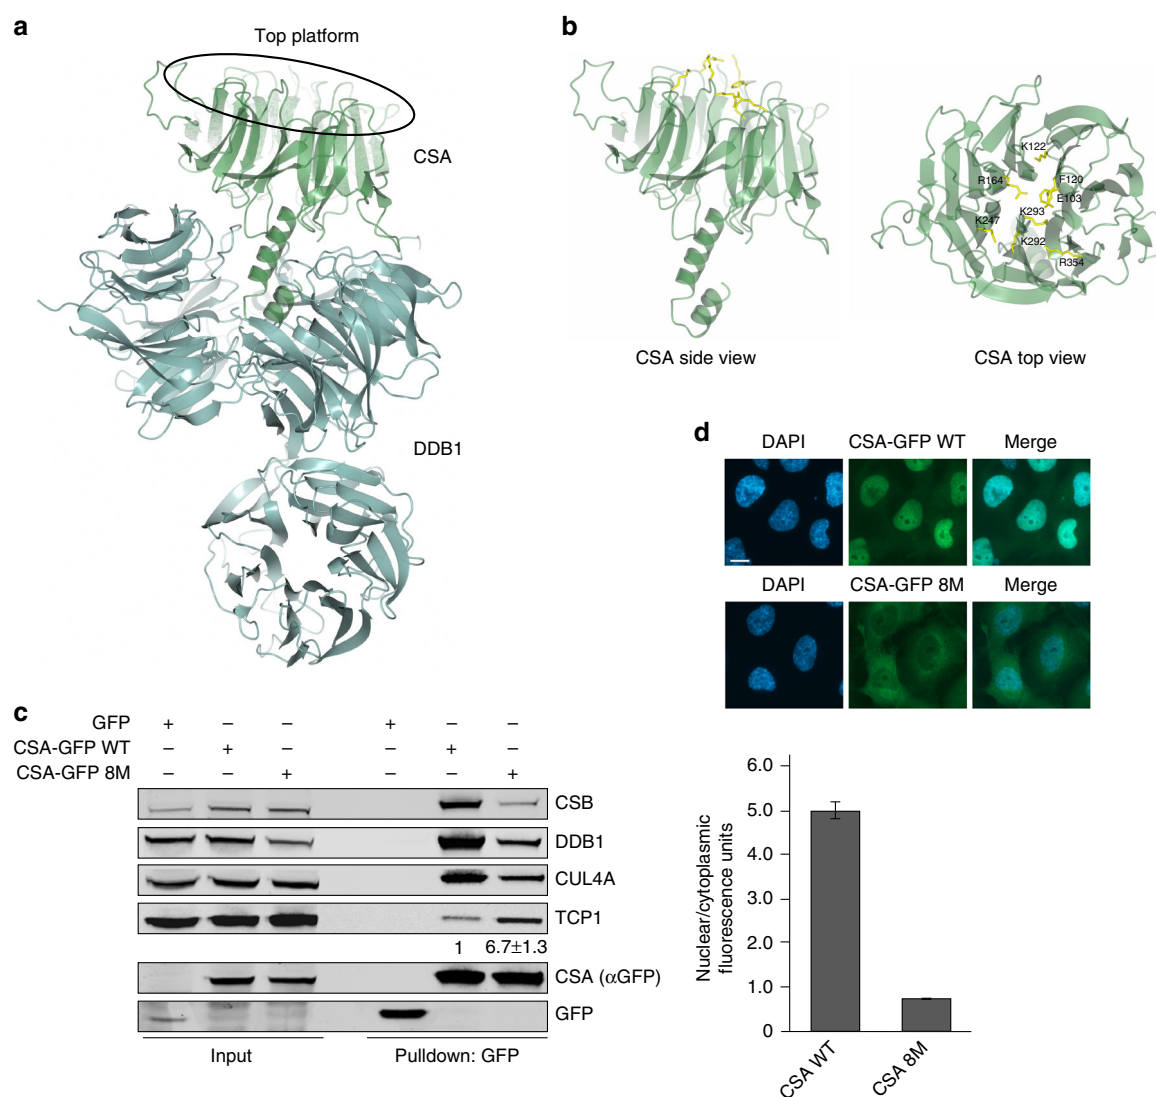 a
Top platform
CSA
DDB1
b
CSA side view
K122
R164
F120
E103
K293
K247
K292
R354
CSA top view
c
GFP + – – + – –
CSA-GFP WT – + – – + –
CSA-GFP 8M – – + – – +
CSB
DDB1
CUL4A
TCP1
1 6.7±1.3
CSA (αGFP)
GFP
Input Pulldown: GFP
d
DAPI CSA-GFP WT Merge
DAPI CSA-GFP 8M Merge
Nuclear/cytoplasmic
fluorescence units
6.0
5.0
4.0
3.0
2.0
1.0
0
CSA WT
CSA 8M